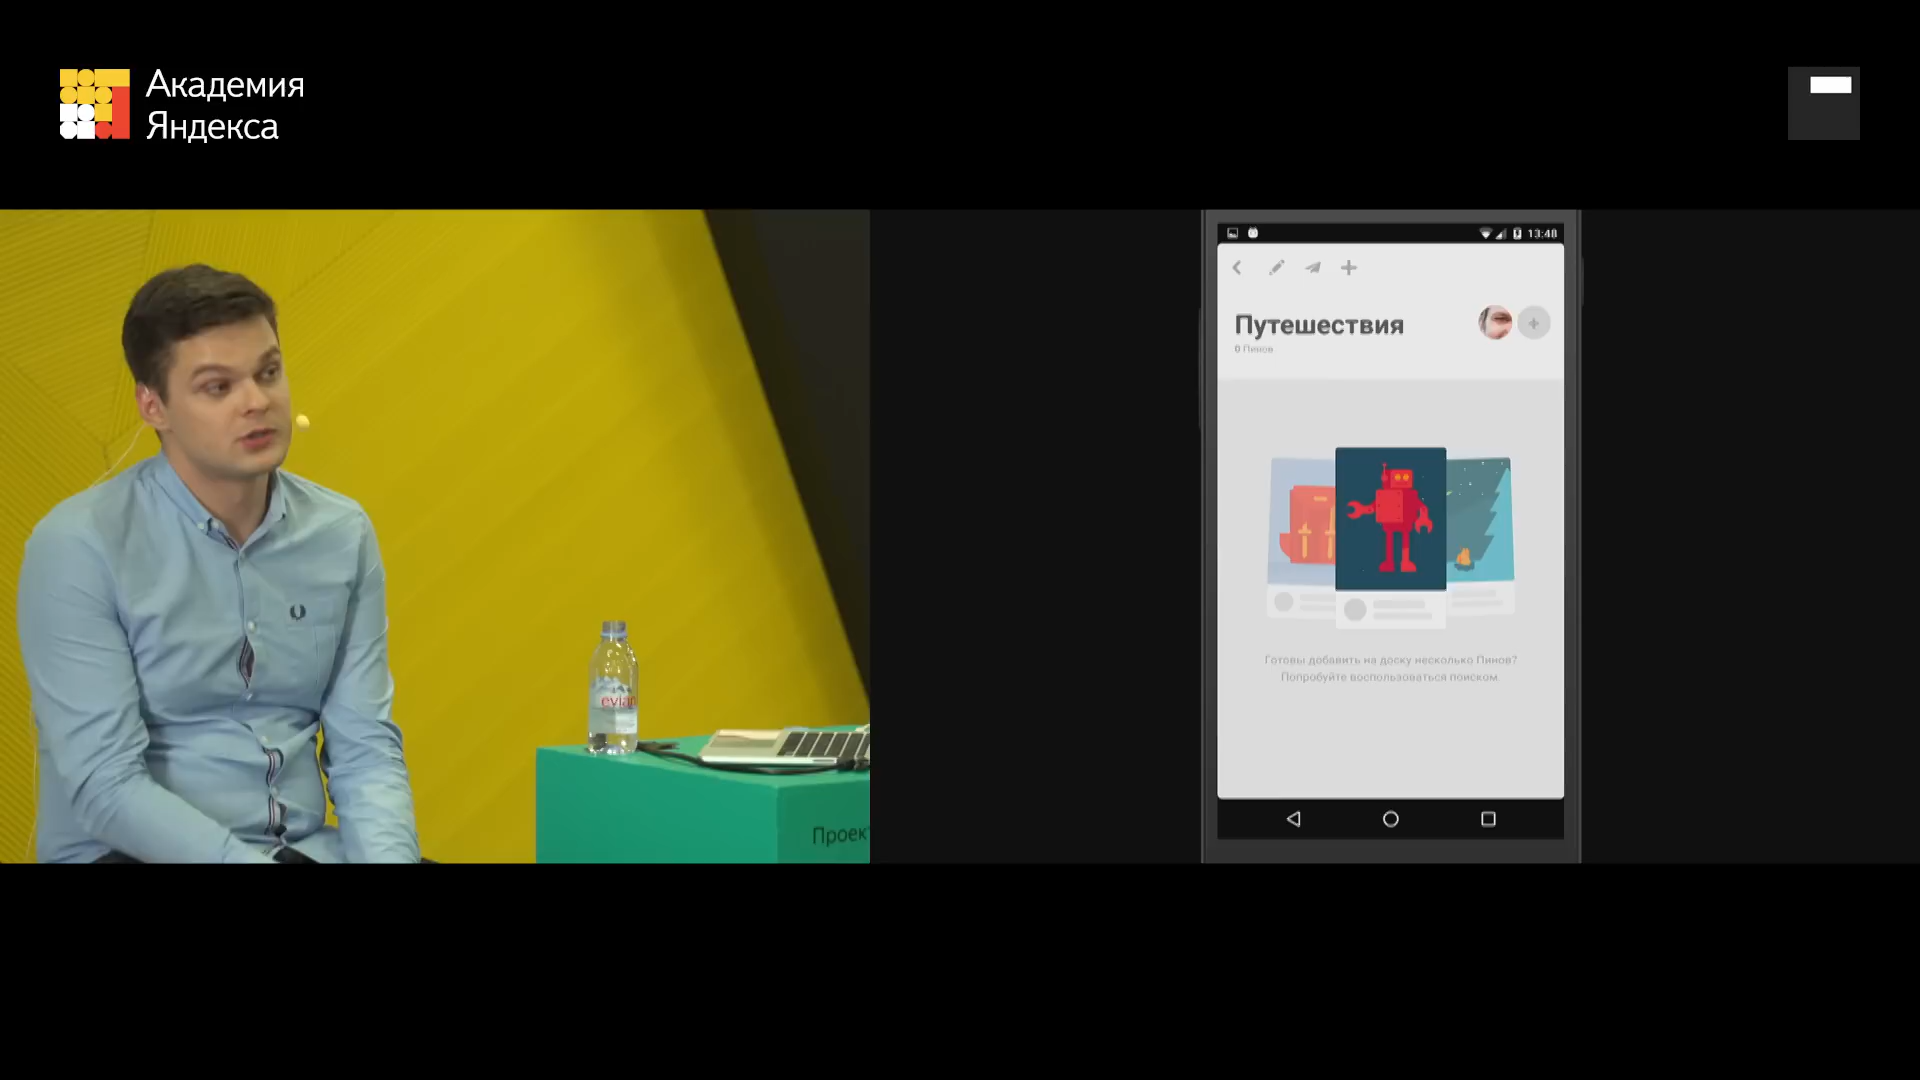 Академия
Яндекса
13:48
Путешествия
0 Пинов
Готовы добавить на доску несколько Пинов?
Попробуйте воспользоваться поиском.
evian
Проек